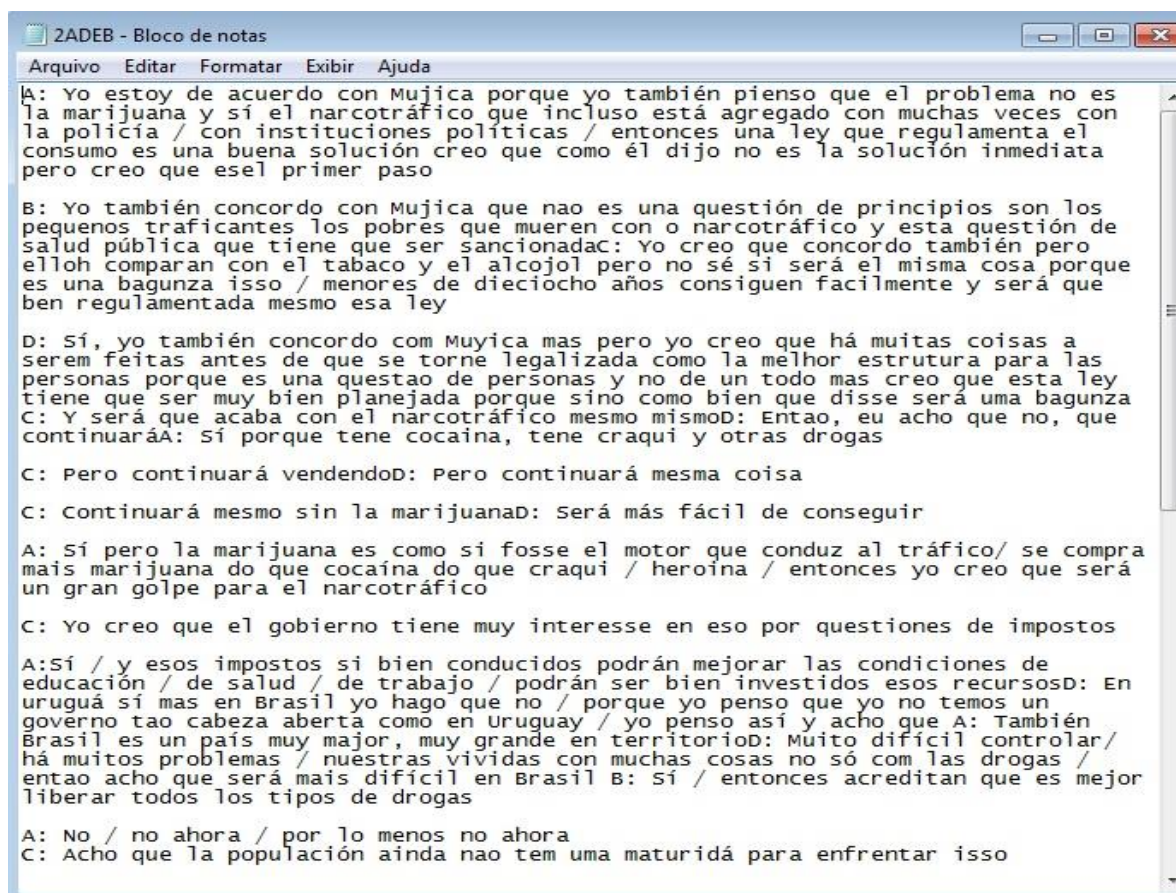 2ADEB - Bloco de notas
Arquivo Editar Formatar Exibir Ajuda
A: Yo estoy de acuerdo con Mujica porque yo también pienso que el problema no es
la marijuana y sí el narcotráfico que incluso está agregado con muchas veces con
la policía / con instituciones políticas / entonces una ley que regulamenta el
consumo es una buena solución creo que como él dijo no es la solución inmediata
pero creo que esel primer paso
B: Yo también concordo con Mujica que nao es una questión de principios son los
pequenos traficantes los pobres que mueren con o narcotráfico y esta questión de
salud pública que tiene que ser sancionadaC: Yo creo que concordo también pero
elloh comparan con el tabaco y el alcojol pero no sé si será el misma cosa porque
es una bagunza isso / menores de dieciocho años consiguen facilmente y será que
ben regulamentada mesmo esa ley
D: Sí, yo también concordo com Muyica mas pero yo creo que há muitas coisas a
serem feitas antes de que se torne legalizada como la melhor estrutura para las
personas porque es una questao de personas y no de un todo mas creo que esta ley
tiene que ser muy bien planejada porque sino como bien que disse será uma bagunza
C: Y será que acaba con el narcotráfico mesmo mismoD: Entao, eu acho que no, que
continuaráA: Sí porque tene cocaina, tene craqui y otras drogas
C: Pero continuará vendendoD: Pero continuará mesma coisa
C: Continuará mesmo sin la marijuanaD: Será más fácil de conseguir
A: Sí pero la marijuana es como si fosse el motor que conduz al tráfico/ se compra
mais marijuana do que cocaína do que craqui / heroina / entonces yo creo que será
un gran golpe para el narcotráfico
C: Yo creo que el gobierno tiene muy interesse en eso por questiones de impostos
A:Sí / y esos impostos si bien conducidos podrán mejorar las condiciones de
educación / de salud / de trabajo / podrán ser bien investidos esos recursosD: En
uruguá sí mas en Brasil yo hago que no / porque yo penso que yo no temos un
governo tao cabeza aberta como en Uruguay / yo penso así y acho que A: También
Brasil es un país muy major, muy grande en territorioD: Muito difícil controlar/
há muitos problemas / nuestras vividas con muchas cosas no só com las drogas /
entao acho que será mais difícil en Brasil B: Sí / entonces acreditan que es mejor
liberar todos los tipos de drogas
A: No / no ahora / por lo menos no ahora
C: Acho que la populación ainda nao tem uma maturidá para enfrentar isso